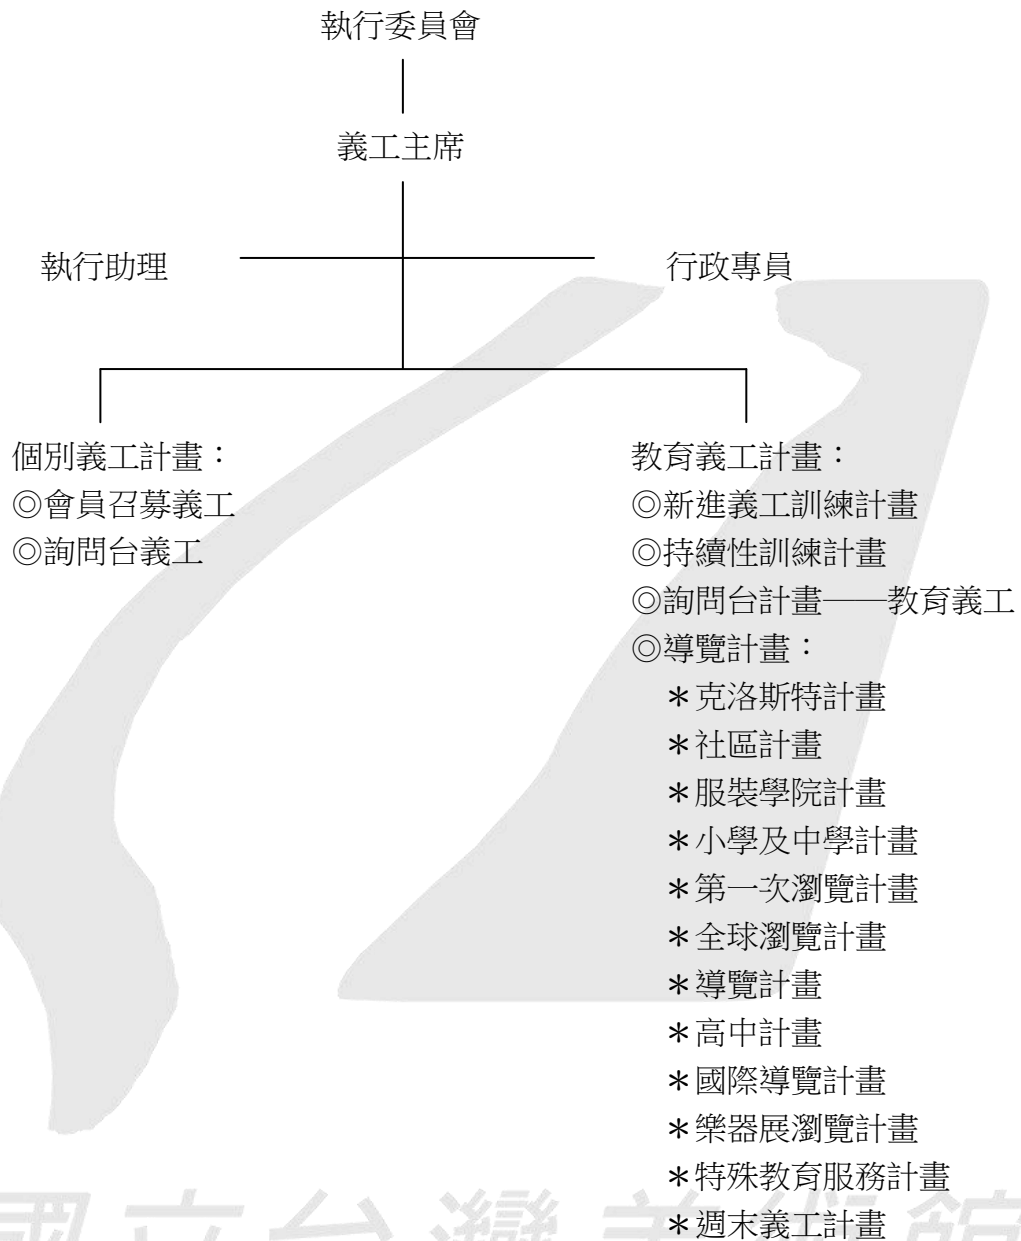 執行委員會
義工主席
執行助理
行政專員
個別義工計畫：
◎會員召募義工
◎詢問台義工
教育義工計畫：
◎新進義工訓練計畫
◎持續性訓練計畫
◎詢問台計畫──教育義工
◎導覽計畫：
＊克洛斯特計畫
＊社區計畫
＊服裝學院計畫
＊小學及中學計畫
＊第一次瀏覽計畫
＊全球瀏覽計畫
＊導覽計畫
＊高中計畫
＊國際導覽計畫
＊樂器展瀏覽計畫
＊特殊教育服務計畫
＊週末義工計畫
國立台灣美術館